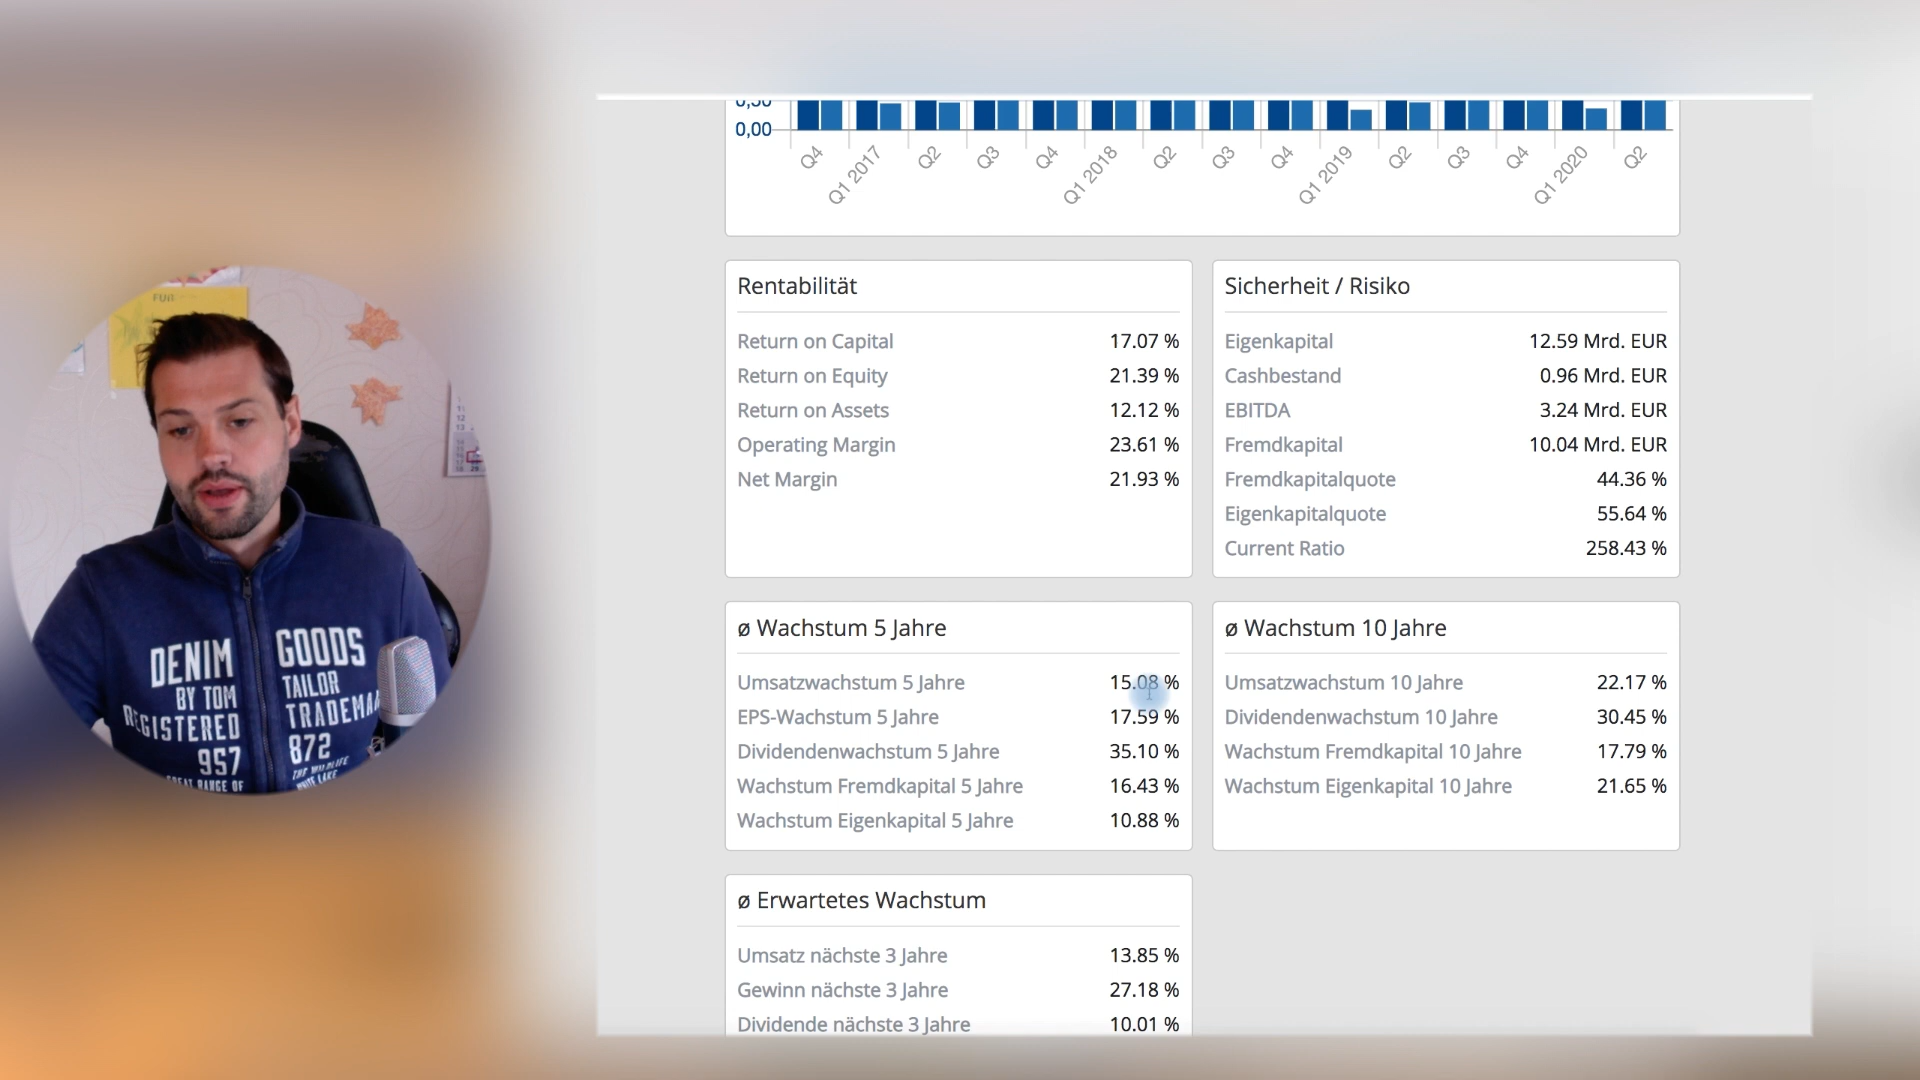 0,00
Q4 Q1 2017 Q2 Q3 Q4 Q1 2018 Q2 Q3 Q4 Q1 2019 Q2 Q3 Q4 Q1 2020 Q2
Rentabilität
Return on Capital 17.07 %
Return on Equity 21.39 %
Return on Assets 12.12 %
Operating Margin 23.61 %
Net Margin 21.93 %
Sicherheit / Risiko
Eigenkapital 12.59 Mrd. EUR
Cashbestand 0.96 Mrd. EUR
EBITDA 3.24 Mrd. EUR
Fremdkapital 10.04 Mrd. EUR
Fremdkapitalquote 44.36 %
Eigenkapitalquote 55.64 %
Current Ratio 258.43 %
ø Wachstum 5 Jahre
Umsatzwachstum 5 Jahre 15.08 %
EPS-Wachstum 5 Jahre 17.59 %
Dividendenwachstum 5 Jahre 35.10 %
Wachstum Fremdkapital 5 Jahre 16.43 %
Wachstum Eigenkapital 5 Jahre 10.88 %
ø Wachstum 10 Jahre
Umsatzwachstum 10 Jahre 22.17 %
Dividendenwachstum 10 Jahre 30.45 %
Wachstum Fremdkapital 10 Jahre 17.79 %
Wachstum Eigenkapital 10 Jahre 21.65 %
ø Erwartetes Wachstum
Umsatz nächste 3 Jahre 13.85 %
Gewinn nächste 3 Jahre 27.18 %
Dividende nächste 3 Jahre 10.01 %
DENIM GOODS
BY TOM TAILOR
REGISTERED TRADEMA
957 872